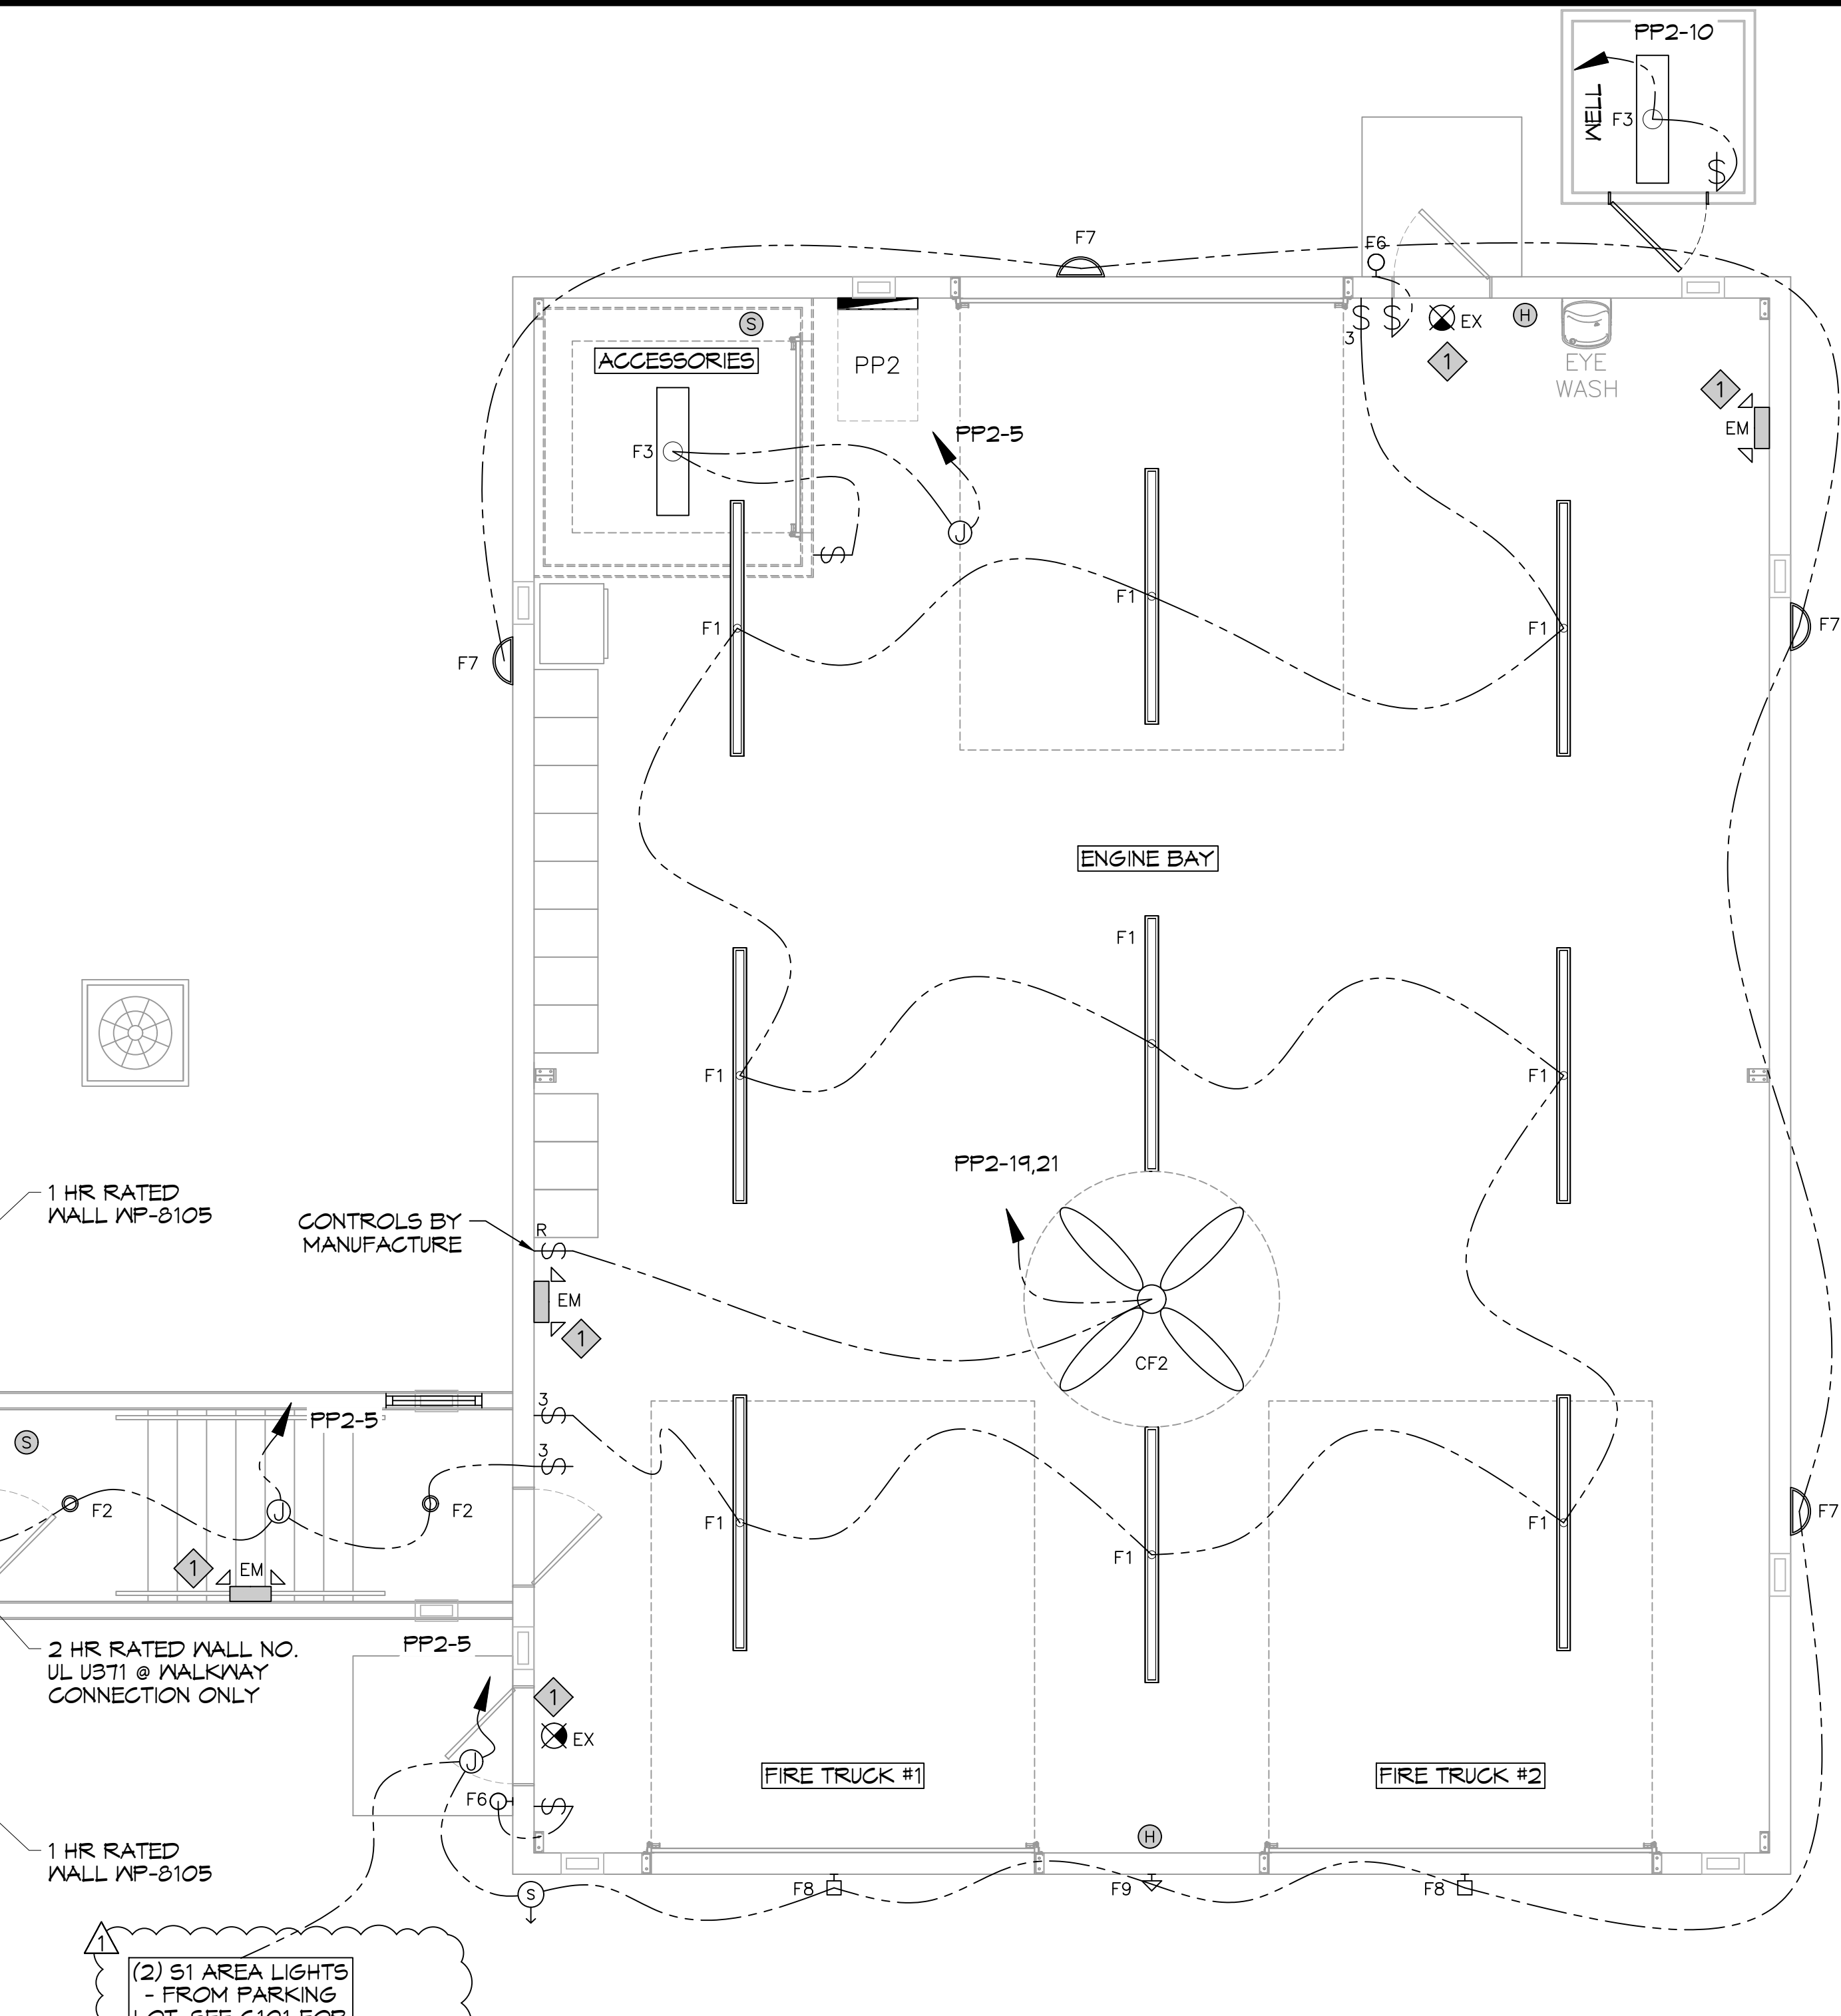 PP2-10
WELL
F3
$
F7
F6
$
$
3
EX
H
1
EYE
WASH
1
EM
S
ACCESSORIES
PP2
F3
PP2-5
J
$
F1
F1
F1
F7
F7
ENGINE BAY
F1
F1
F1
PP2-19,21
1 HR RATED
WALL WP-8105
CONTROLS BY
MANUFACTURE
R
$
EM
1
CF2
3
$
3
$
PP2-5
S
F2
J
F2
1
EM
F1
F1
F1
F7
2 HR RATED WALL NO.
UL U371 @ WALKWAY
CONNECTION ONLY
PP2-5
1
EX
J
F6
$
FIRE TRUCK #1
FIRE TRUCK #2
H
1 HR RATED
WALL WP-8105
S
F8
F9
F8
1
(2) S1 AREA LIGHTS
- FROM PARKING
LOT. SEE C101 FOR